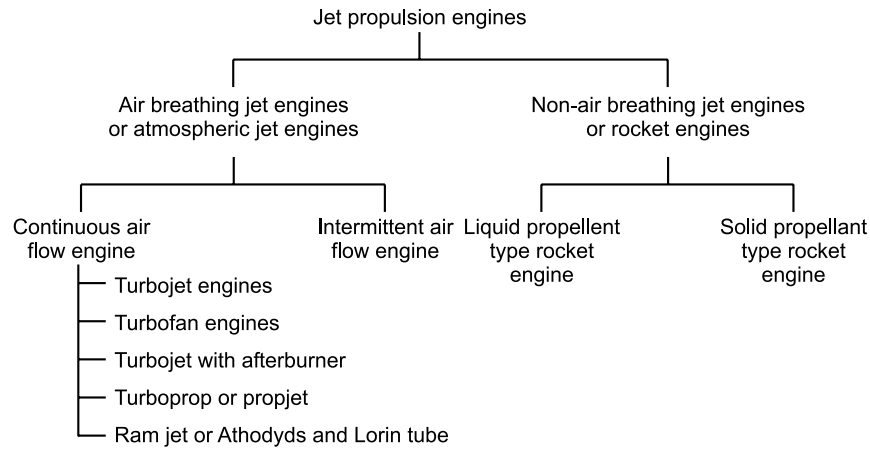 Jet propulsion engines
Air breathing jet engines
or atmospheric jet engines
Non-air breathing jet engines
or rocket engines
Continuous air
flow engine
Intermittent air
flow engine
Liquid propellent
type rocket
engine
Solid propellant
type rocket
engine
Turbojet engines
Turbofan engines
Turbojet with afterburner
Turboprop or propjet
Ram jet or Athodyds and Lorin tube